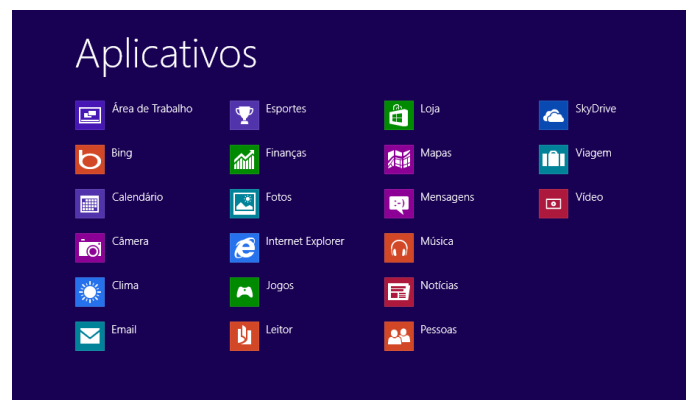 Aplicativos
Área de Trabalho
Bing
Calendário
Câmera
Clima
Email
Esportes
Finanças
Fotos
Internet Explorer
Jogos
Leitor
Loja
Mapas
Mensagens
Música
Notícias
Pessoas
SkyDrive
Viagem
Vídeo